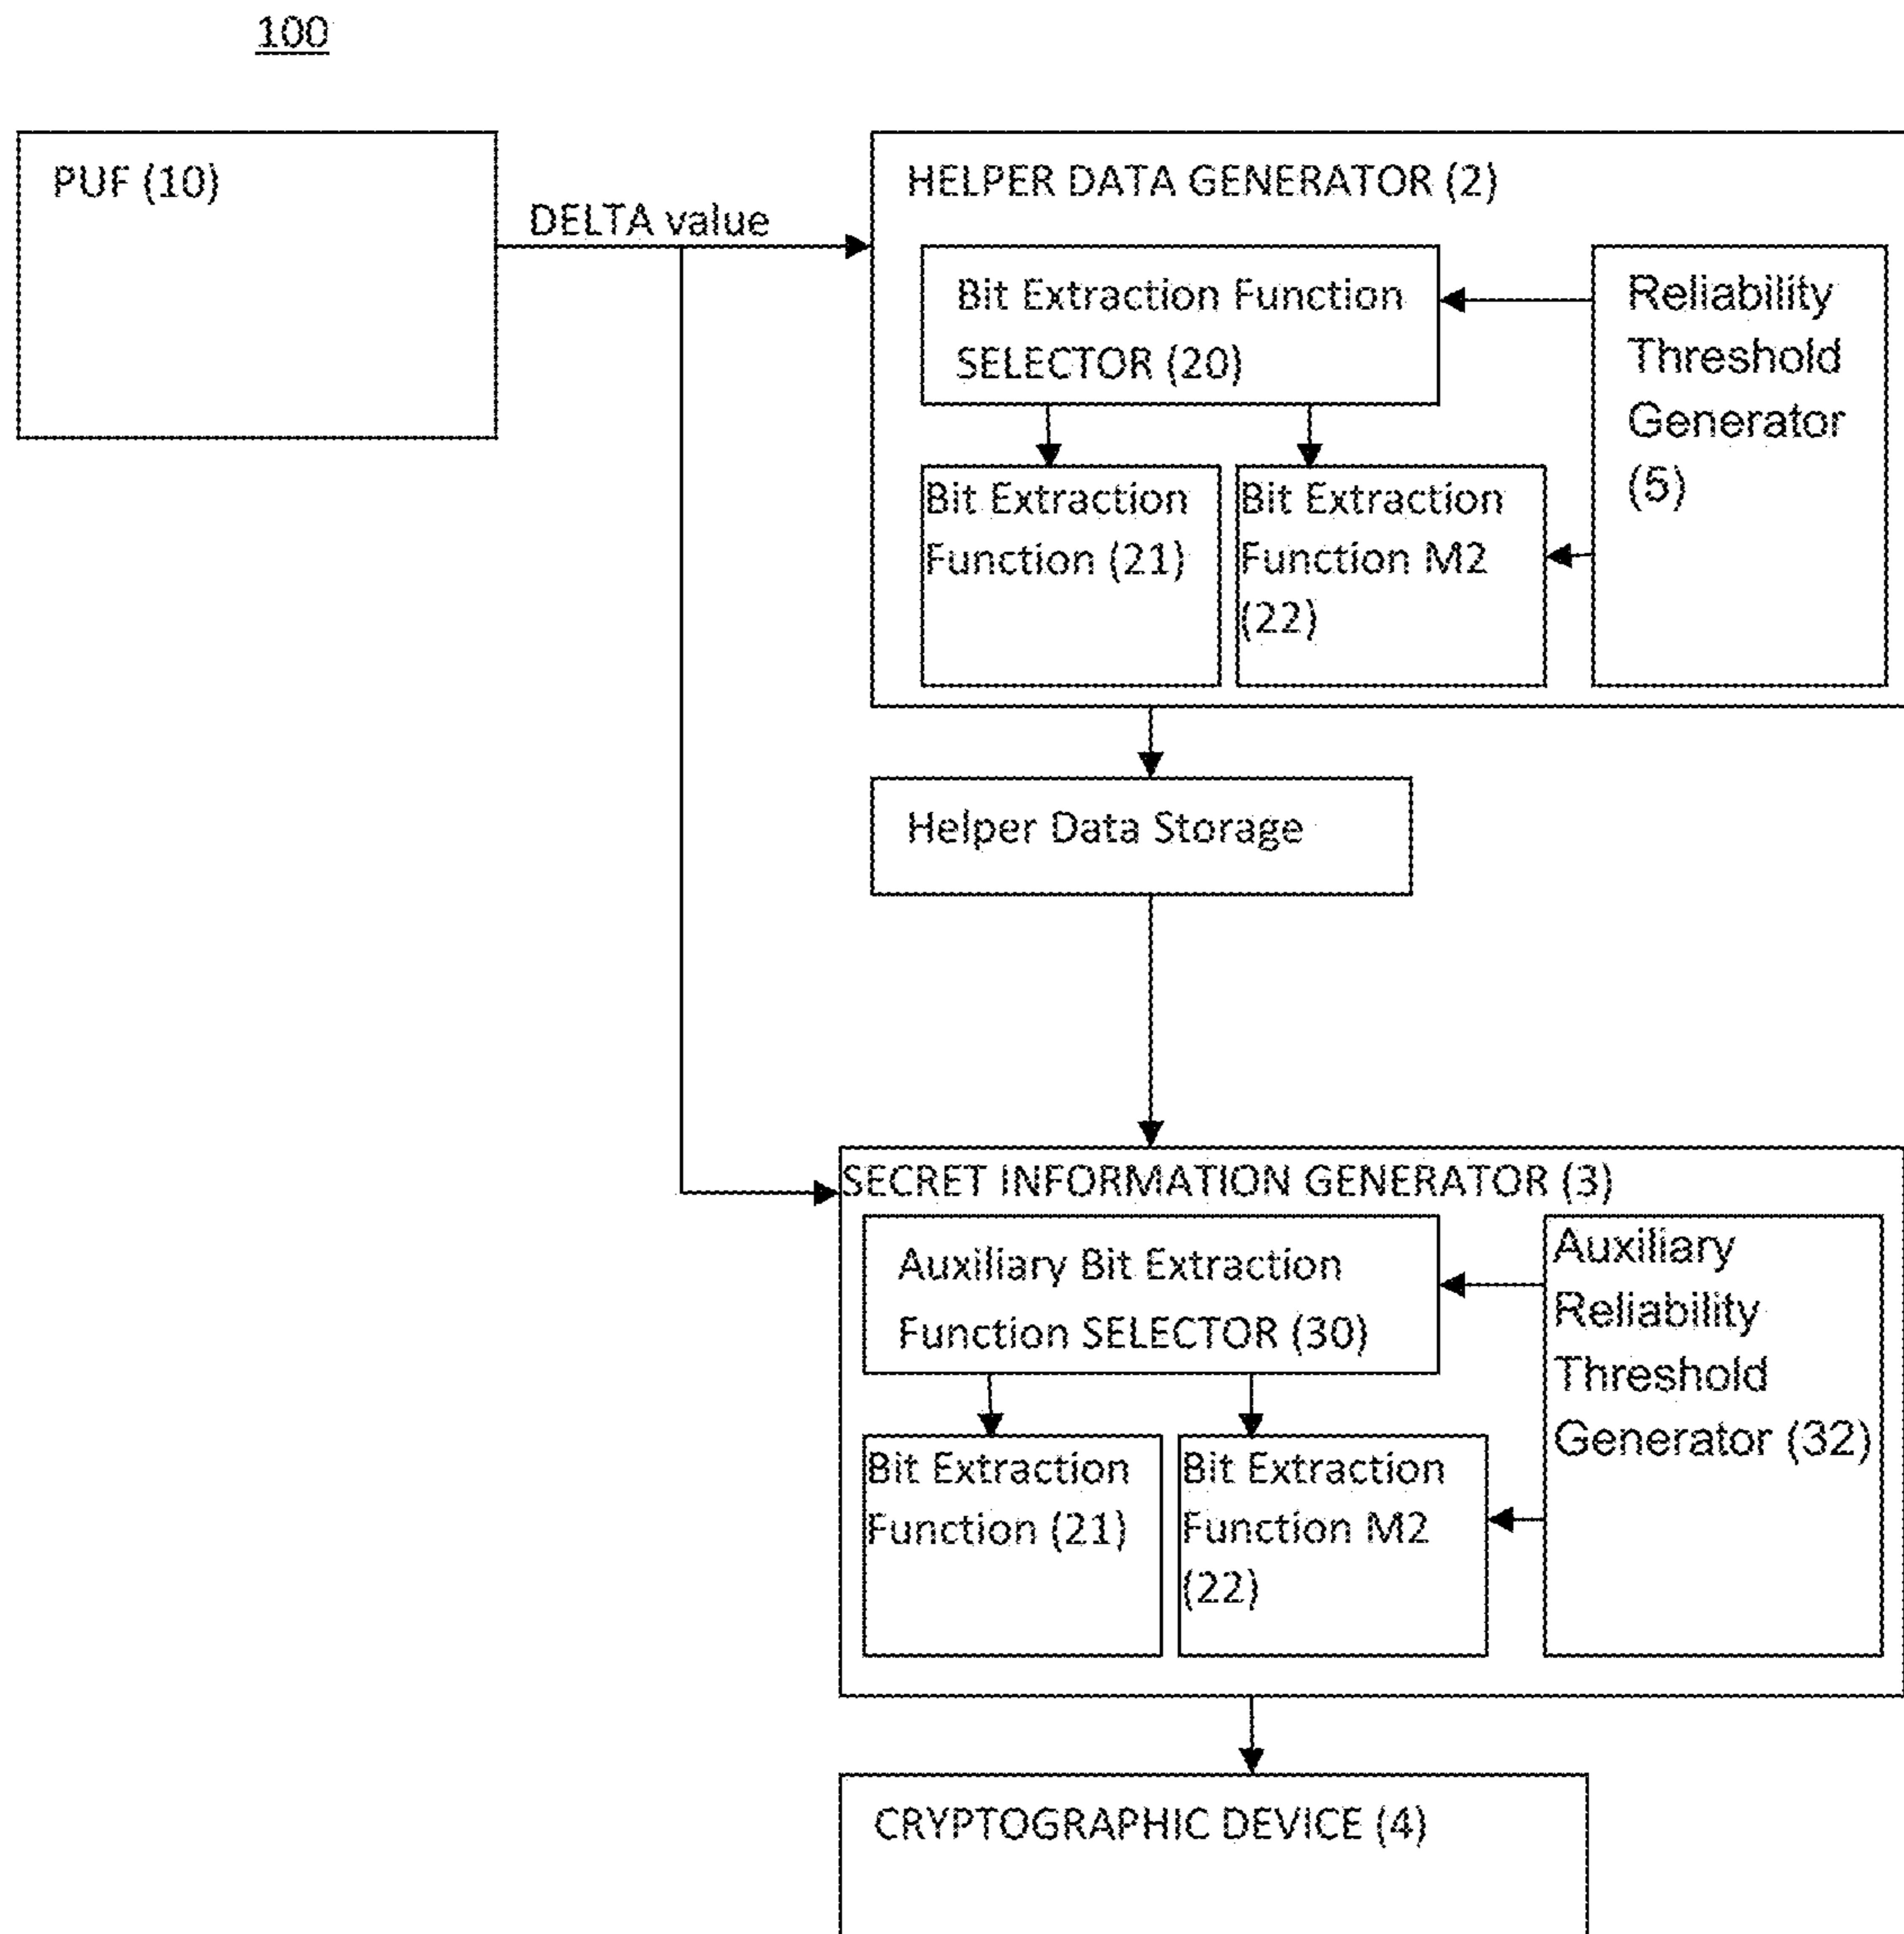 100
PUF (10)
DELTA value
HELPER DATA GENERATOR (2)
Bit Extraction Function
SELECTOR (20)
Reliability
Threshold
Generator
(5)
Bit Extraction
Function (21)
Bit Extraction
Function M2
(22)
Helper Data Storage
SECRET INFORMATION GENERATOR (3)
Auxiliary Bit Extraction
Function SELECTOR (30)
Auxiliary
Reliability
Threshold
Generator (32)
Bit Extraction
Function (21)
Bit Extraction
Function M2
(22)
CRYPTOGRAPHIC DEVICE (4)